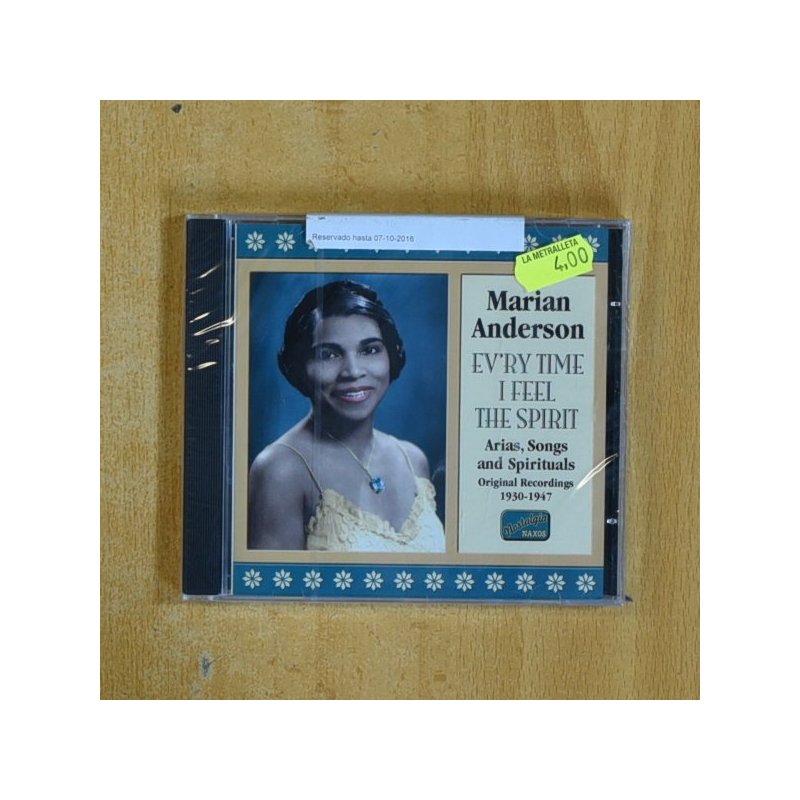 Reservado hasta 07-10-2016
LA METRALLETA
4,00
Marian
Anderson
EV'RY TIME
I FEEL
THE SPIRIT
Arias, Songs
and Spirituals
Original Recordings
1930-1947
Nostalgia
NAXOS